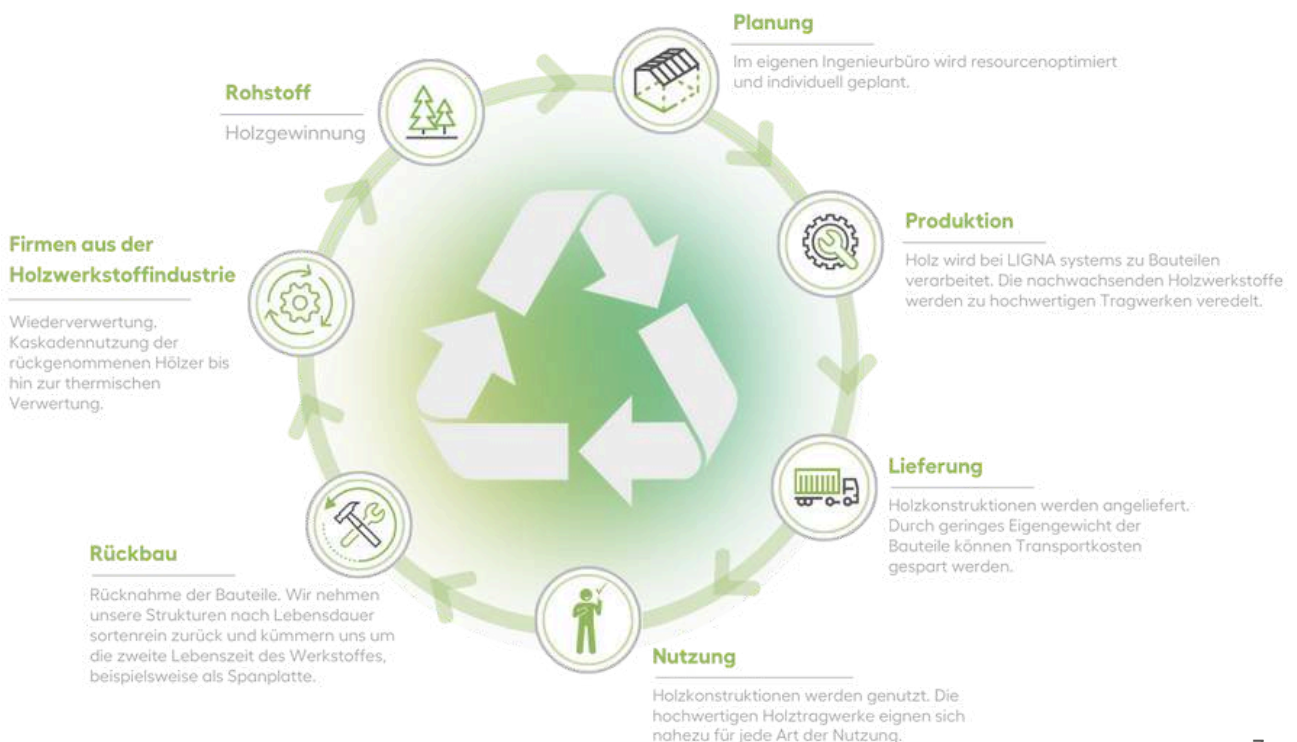 Planung
Im eigenen Ingenieurbüro wird resourcenoptimiert
und individuell geplant.
Rohstoff
Holzgewinnung
Produktion
Holz wird bei LIGNA systems zu Bauteilen
verarbeitet. Die nachwachsenden Holzwerkstoffe
werden zu hochwertigen Tragwerken veredelt.
Firmen aus der
Holzwerkstoffindustrie
Wiederverwertung.
Kaskadennutzung der
rückgenommenen Hölzer bis
hin zur thermischen
Verwertung.
Lieferung
Holzkonstruktionen werden angeliefert.
Durch geringes Eigengewicht der
Bauteile können Transportkosten
gespart werden.
Rückbau
Rücknahme der Bauteile. Wir nehmen
unsere Strukturen nach Lebensdauer
sortenrein zurück und kümmern uns um
die zweite Lebenszeit des Werkstoffes,
beispielsweise als Spanplatte.
Nutzung
Holzkonstruktionen werden genutzt. Die
hochwertigen Holztragwerke eignen sich
nahezu für jede Art der Nutzung.